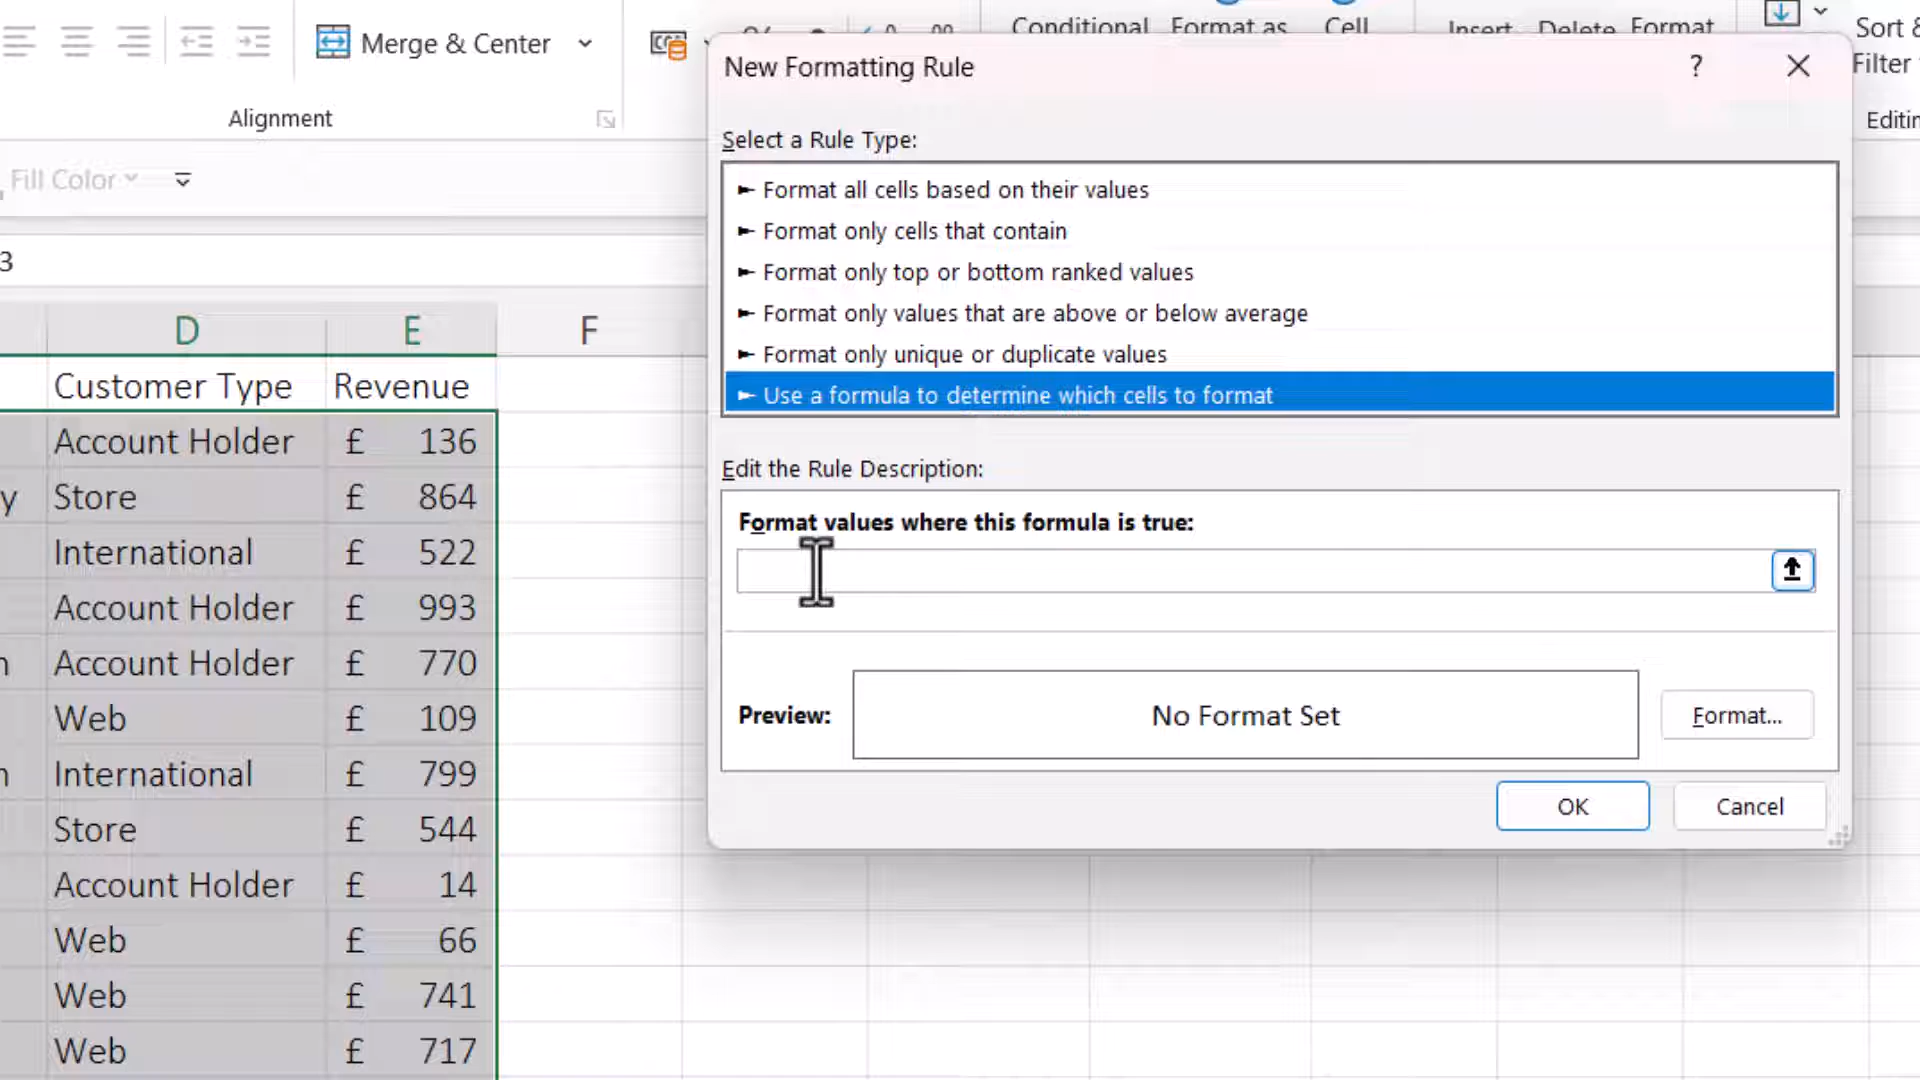 Merge & Center
Conditional
Format as
Cell
Insert
Delete
Format
Sort &
Filter
Alignment
Fill Color
3
D
E
F
Customer Type
Revenue
Account Holder
£ 136
y
Store
£ 864
International
£ 522
Account Holder
£ 993
Account Holder
£ 770
Web
£ 109
International
£ 799
Store
£ 544
Account Holder
£ 14
Web
£ 66
Web
£ 741
Web
£ 717
New Formatting Rule
?
Select a Rule Type:
► Format all cells based on their values
► Format only cells that contain
► Format only top or bottom ranked values
► Format only values that are above or below average
► Format only unique or duplicate values
► Use a formula to determine which cells to format
Edit the Rule Description:
Format values where this formula is true:
Preview:
No Format Set
Format...
OK
Cancel